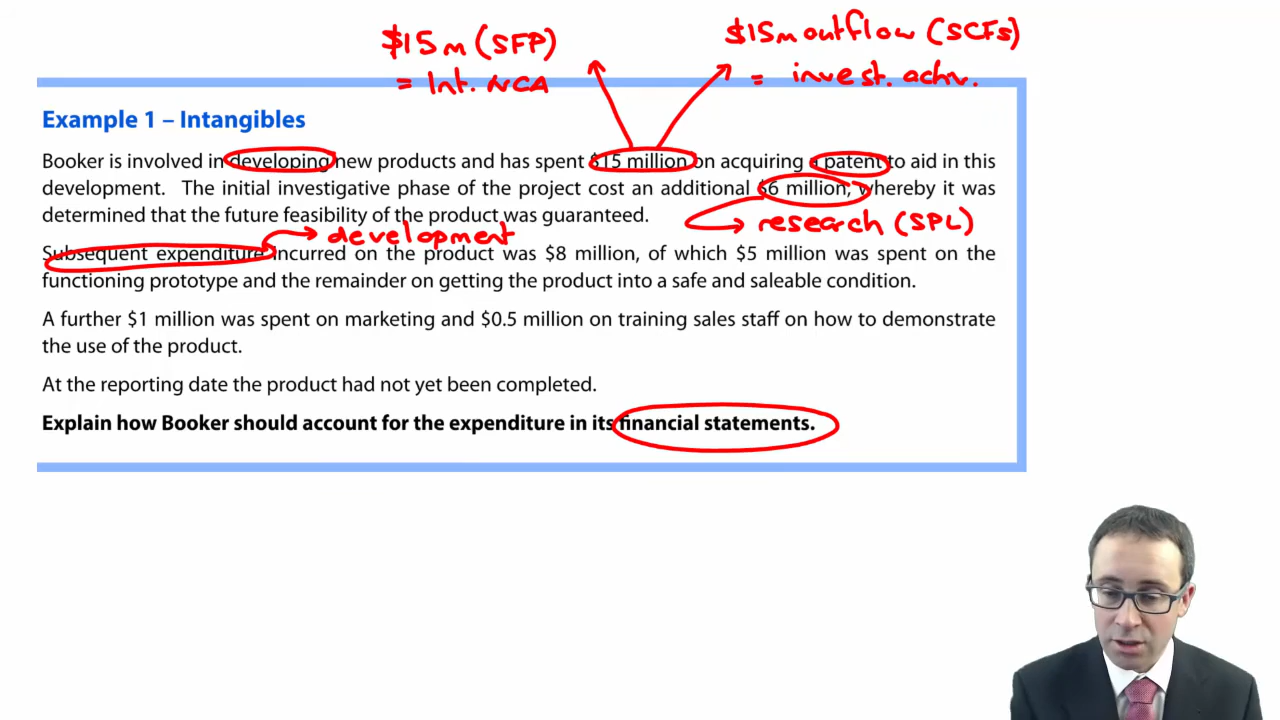 $15m (SFP)
= Int. NCA
$15m outflow (SCFs)
= invest. activ.
Example 1 – Intangibles
Booker is involved in developing new products and has spent $15 million on acquiring a patent to aid in this
development. The initial investigative phase of the project cost an additional $6 million, whereby it was
determined that the future feasibility of the product was guaranteed.
research (SPL)
development
Subsequent expenditure incurred on the product was $8 million, of which $5 million was spent on the
functioning prototype and the remainder on getting the product into a safe and saleable condition.
A further $1 million was spent on marketing and $0.5 million on training sales staff on how to demonstrate
the use of the product.
At the reporting date the product had not yet been completed.
Explain how Booker should account for the expenditure in its financial statements.